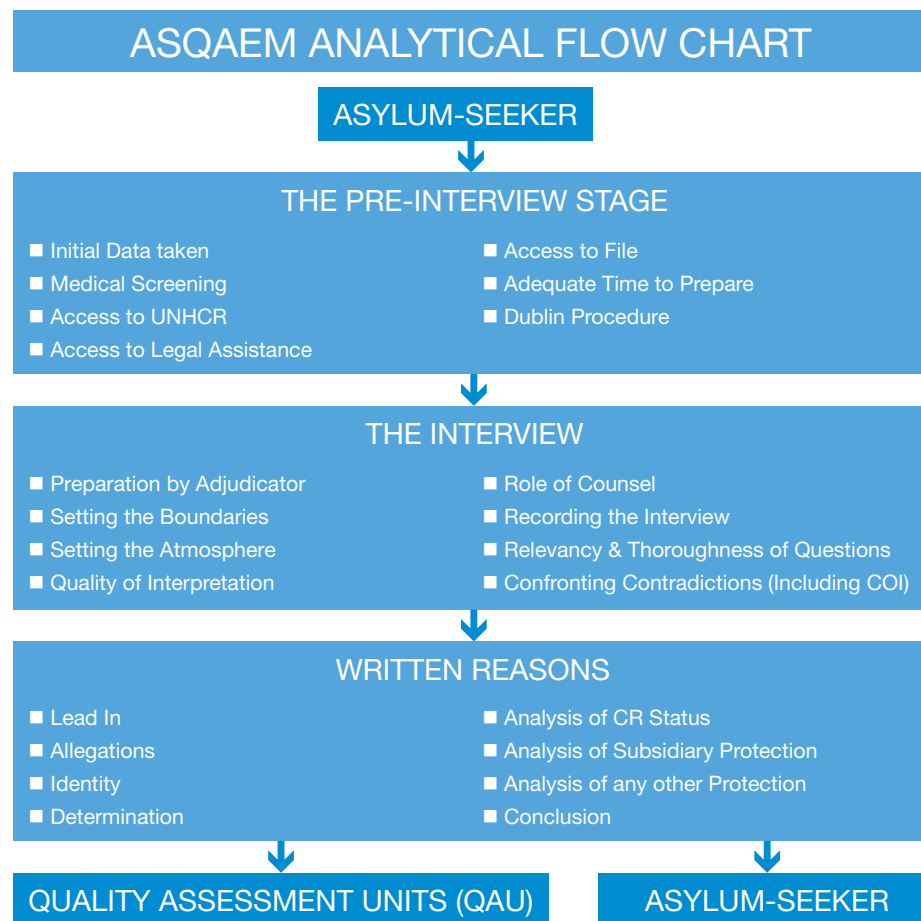 ASQAEM ANALYTICAL FLOW CHART
ASYLUM-SEEKER
THE PRE-INTERVIEW STAGE
Initial Data taken
Medical Screening
Access to UNHCR
Access to Legal Assistance
Access to File
Adequate Time to Prepare
Dublin Procedure
THE INTERVIEW
Preparation by Adjudicator
Setting the Boundaries
Setting the Atmosphere
Quality of Interpretation
Role of Counsel
Recording the Interview
Relevancy & Thoroughness of Questions
Confronting Contradictions (Including COI)
WRITTEN REASONS
Lead In
Allegations
Identity
Determination
Analysis of CR Status
Analysis of Subsidiary Protection
Analysis of any other Protection
Conclusion
QUALITY ASSESSMENT UNITS (QAU)
ASYLUM-SEEKER